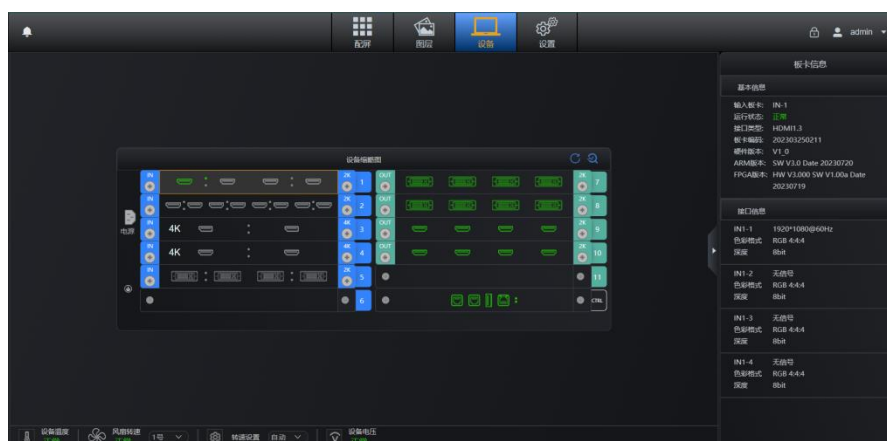 配屏
图层
设备
设置
admin
板卡信息
基本信息
输入板卡: IN-1
运行状态: 正常
接口类型: HDMI1.3
板卡编码: 202303250211
硬件版本: V1_0
ARM版本: SW V3.0 Date 20230720
FPGA版本: HW V3.000 SW V1.00a Date
20230719
接口信息
IN1-1 1920*1080@60Hz
色彩格式 RGB 4:4:4
深度 8bit
IN1-2 无信号
色彩格式 RGB 4:4:4
深度 8bit
IN1-3 无信号
色彩格式 RGB 4:4:4
深度 8bit
IN1-4 无信号
色彩格式 RGB 4:4:4
深度 8bit
设备缩略图
电源
IN 2K 1 OUT 2K 7
IN 2K 2 OUT 2K 8
IN 4K 4K 3 OUT 2K 9
IN 4K 4K 4 OUT 2K 10
IN 2K 5 11
6 CTRL
设备温度
正常
风扇转速
正常
1号
转速设置
自动
设备电压
正常